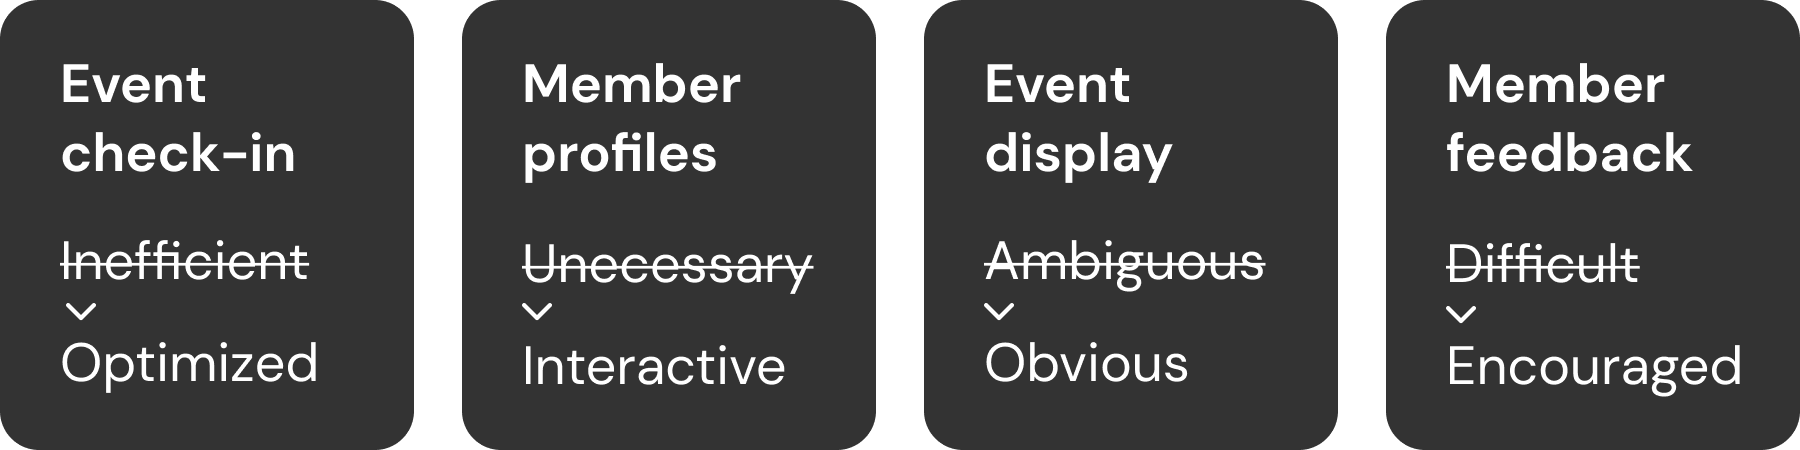 Event
check-in
Inefficient
Optimized
Member
profiles
Unecessary
Interactive
Event
display
Ambiguous
Obvious
Member
feedback
Difficult
Encouraged